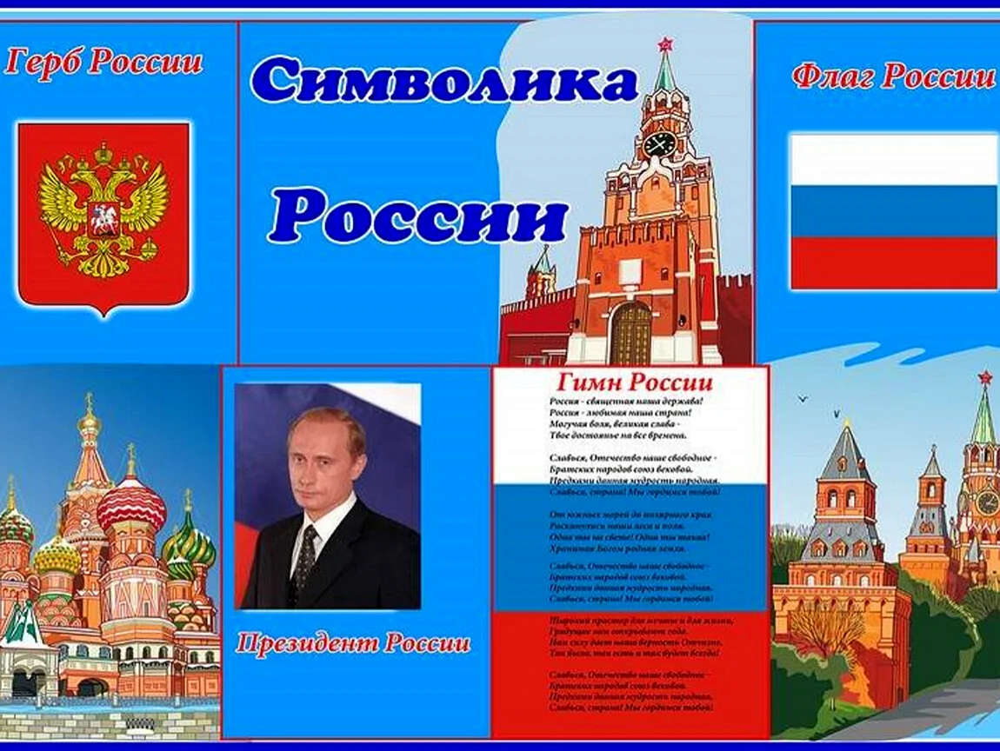 Герб России
Символика
России
Флаг России
Президент России
Гимн России
Россия - священная наша держава!
Россия - любимая наша страна!
Могучая воля, великая слава -
Твое достоянье на все времена.
Славься, Отечество наше свободное -
Братских народов союз вековой.
Предками данная мудрость народная.
Славься, страна! Мы гордимся тобой!
От южных морей до полярного края
Раскинулись наши леса и поля.
Одна ты на свете! Одна ты такая!
Хранимая Богом родная земля.
Славься, Отечество наше свободное -
Братских народов союз вековой.
Предками данная мудрость народная.
Славься, страна! Мы гордимся тобой!
Широкий простор для мечты и для жизни,
Грядущие нам открывают года.
Нам силу дает наша верность Отчизне,
Так было, так есть и так будет всегда!
Славься, Отечество наше свободное -
Братских народов союз вековой.
Предками данная мудрость народная.
Славься, страна! Мы гордимся тобой!